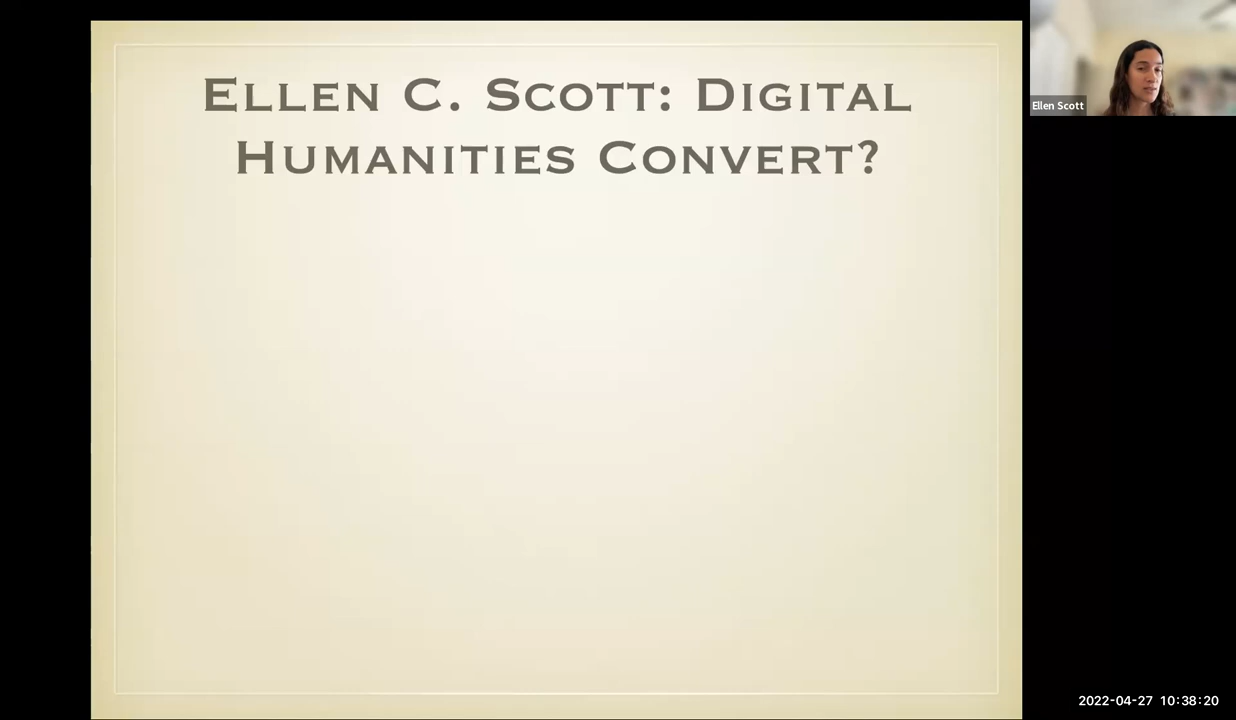 Ellen C. Scott: Digital
Humanities Convert?
Ellen Scott
2022-04-27 10:38:20